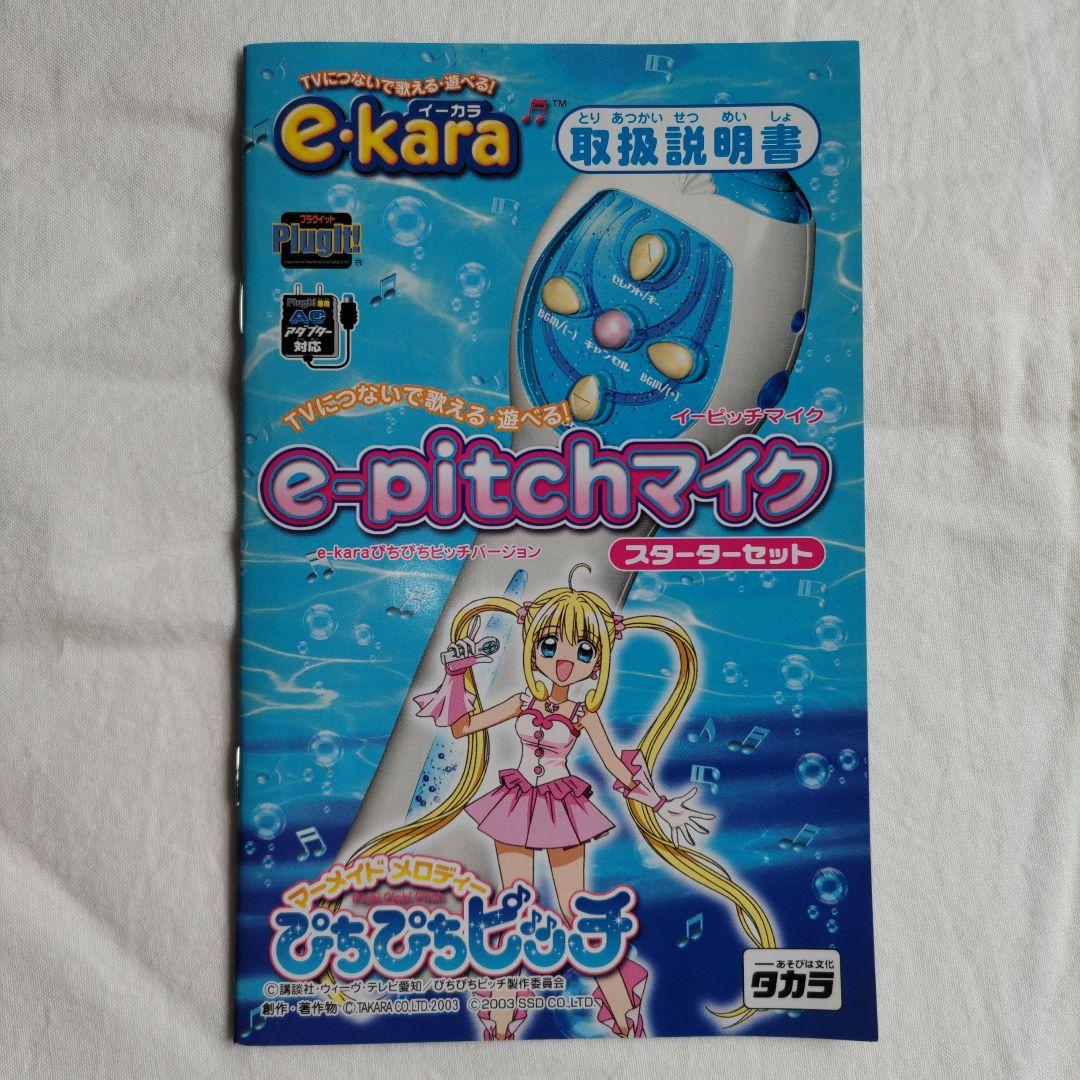 TVにつないで歌える・遊べる!
イーカラ
e・kara
TM
とり あつかい せつ めい しょ
取扱説明書
プラグイット
PlugIt!
®
PlugIt!専用
AC
アダプター
対応
セレクト/キー
BGM/(-)
キャンセル
BGM/(+)
TVにつないで歌える・遊べる!
イーピッチマイク
e-pitchマイク
e-karaぴちぴちピッチバージョン
スターターセット
マーメイド メロディー
ぴちぴちピッチ
©講談社・ウィーヴ・テレビ愛知/ぴちぴちピッチ製作委員会
創作・著作物 ©TAKARA CO.,LTD.2003 ©2003 SSD CO.,LTD.
あそびは文化
タカラ